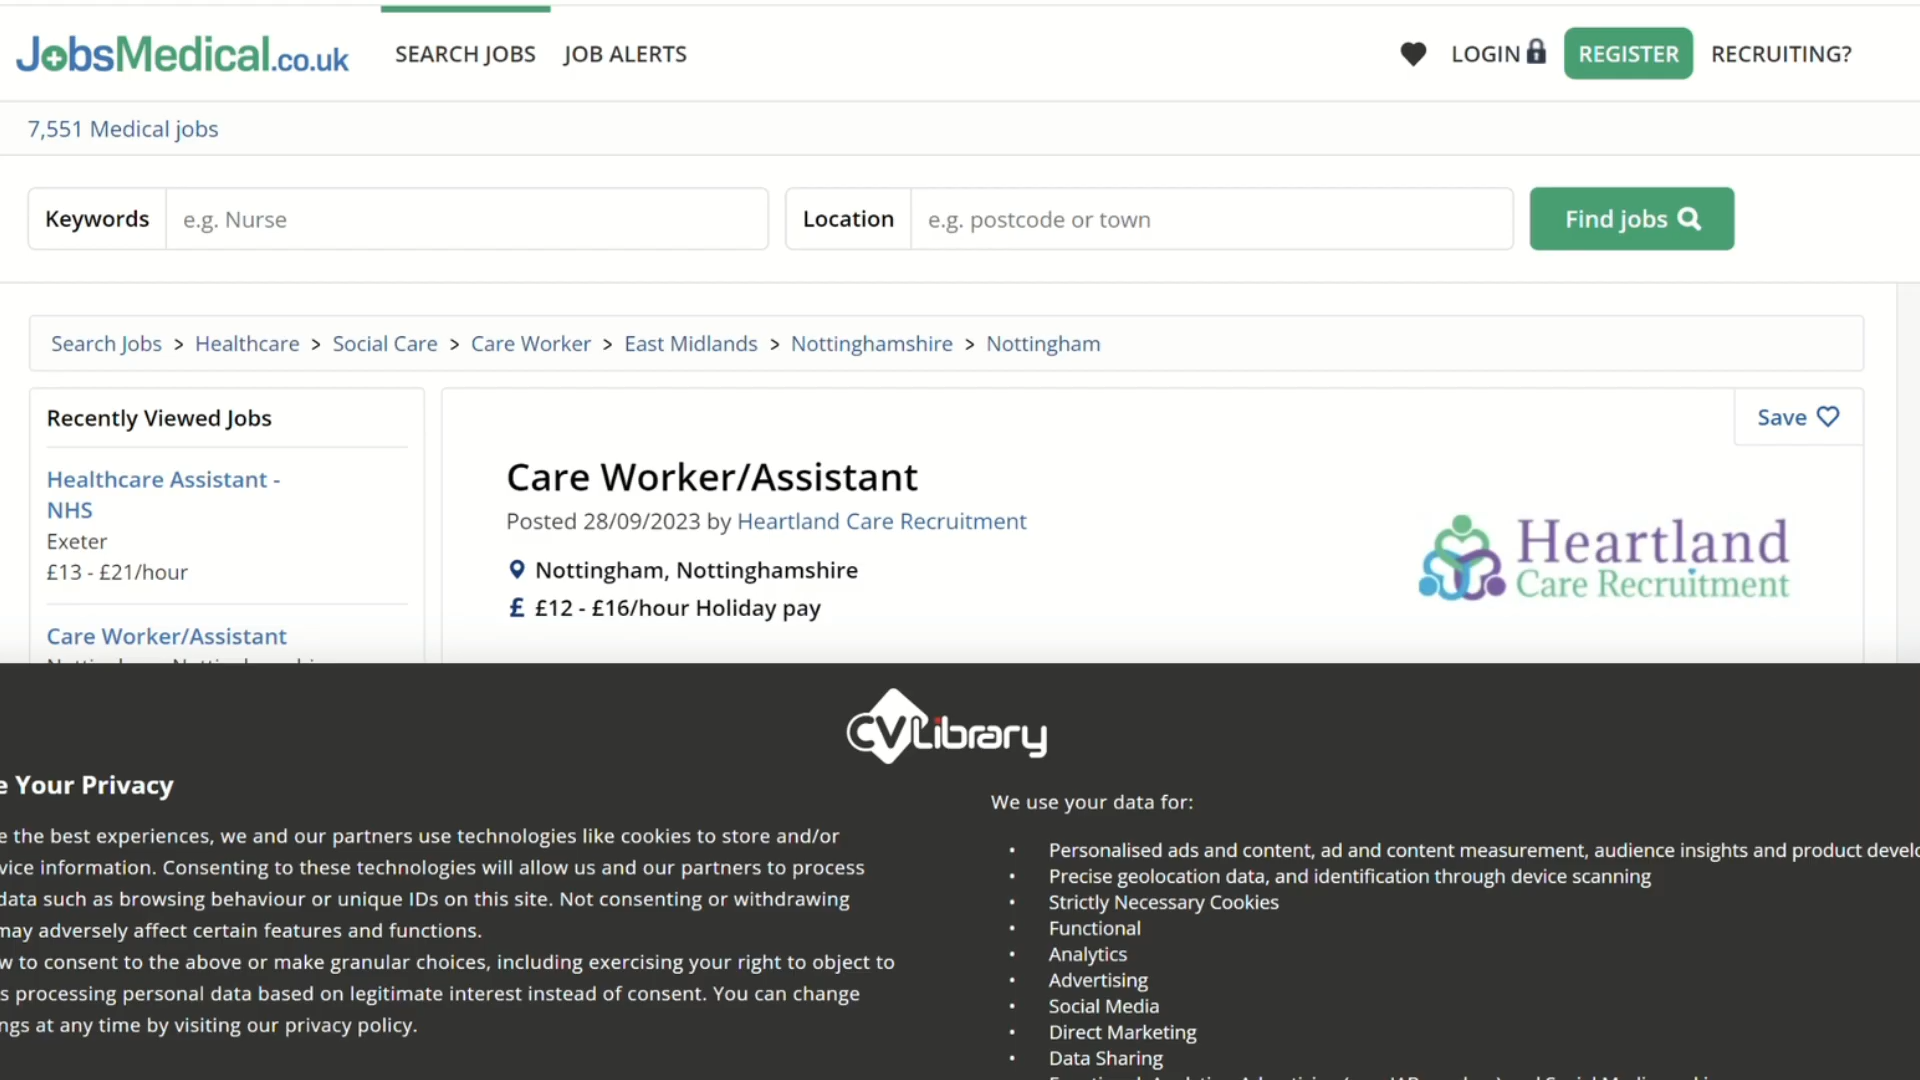 JobsMedical.co.uk SEARCH JOBS JOB ALERTS LOGIN REGISTER RECRUITING?
7,551 Medical jobs
Keywords e.g. Nurse Location e.g. postcode or town Find jobs
Search Jobs > Healthcare > Social Care > Care Worker > East Midlands > Nottinghamshire > Nottingham
Recently Viewed Jobs
Healthcare Assistant -
NHS
Exeter
£13 - £21/hour
Care Worker/Assistant
Save
Care Worker/Assistant
Posted 28/09/2023 by Heartland Care Recruitment
Nottingham, Nottinghamshire
£ £12 - £16/hour Holiday pay
Heartland
Care Recruitment
CVLibrary
e Your Privacy
e the best experiences, we and our partners use technologies like cookies to store and/or
vice information. Consenting to these technologies will allow us and our partners to process
data such as browsing behaviour or unique IDs on this site. Not consenting or withdrawing
may adversely affect certain features and functions.
w to consent to the above or make granular choices, including exercising your right to object to
s processing personal data based on legitimate interest instead of consent. You can change
ngs at any time by visiting our privacy policy.
We use your data for:
• Personalised ads and content, ad and content measurement, audience insights and product develo
• Precise geolocation data, and identification through device scanning
• Strictly Necessary Cookies
• Functional
• Analytics
• Advertising
• Social Media
• Direct Marketing
• Data Sharing